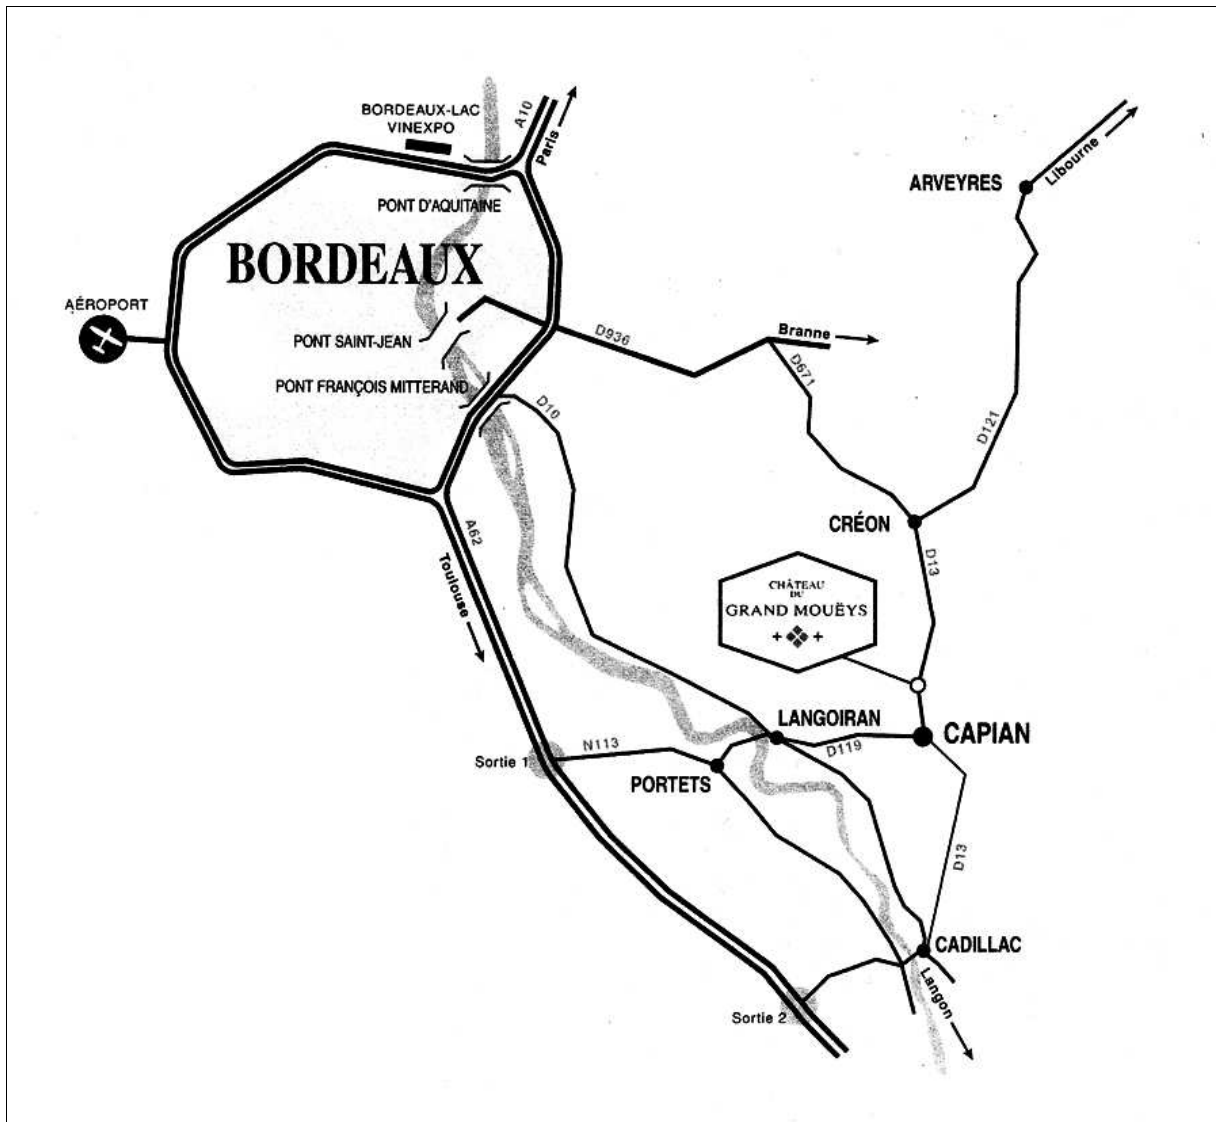 BORDEAUX-LAC
VINEXPO
A10
Paris
PONT D'AQUITAINE
ARVEYRES
Libourne
BORDEAUX
AÉROPORT
PONT SAINT-JEAN
D936
Branne
D671
PONT FRANÇOIS MITTERAND
D10
D121
CRÉON
A62
Toulouse
D13
CHÂTEAU
DU
GRAND MOUËYS
LANGOIRAN
CAPIAN
N113
D119
Sortie 1
PORTETS
D13
CADILLAC
Langon
Sortie 2